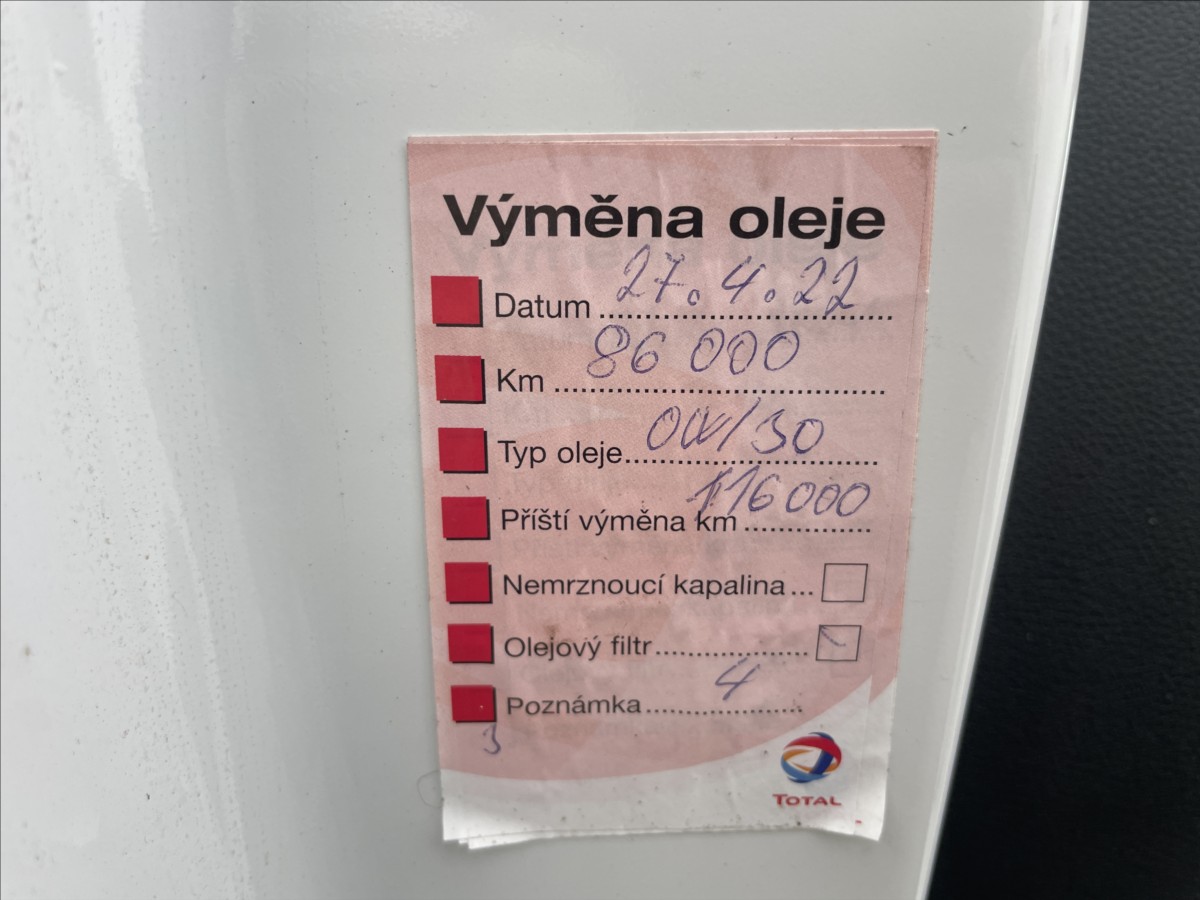 Výměna oleje
Datum 27.4.22
Km 86 000
Typ oleje 0W/30
Příští výměna km 116000
Nemrznoucí kapalina
Olejový filtr
Poznámka 4
3
TOTAL